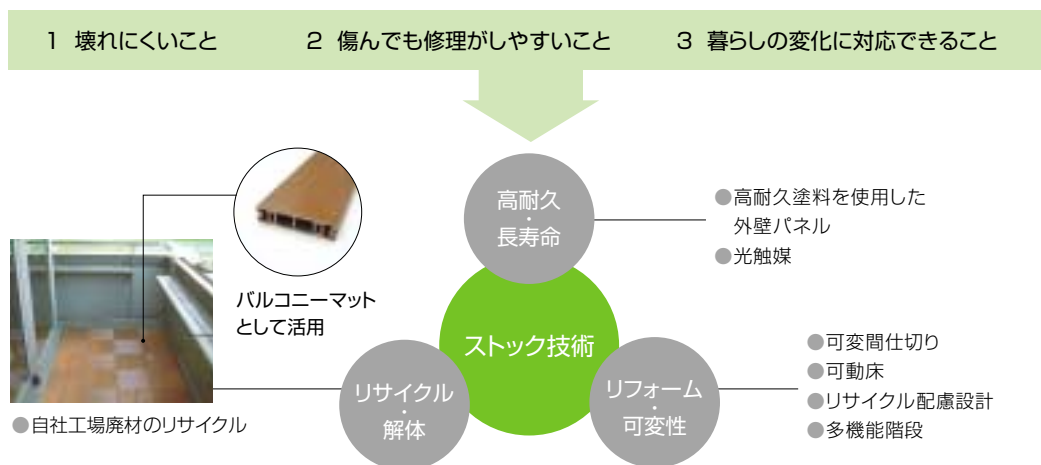 1 壊れにくいこと 2 傷んでも修理がしやすいこと 3 暮らしの変化に対応できること
高耐久
・
長寿命
●高耐久塗料を使用した
外壁パネル
●光触媒
バルコニーマット
として活用
ストック技術
リサイクル
・
解体
リフォーム
・
可変性
●可変間仕切り
●可動床
●リサイクル配慮設計
●多機能階段
●自社工場廃材のリサイクル